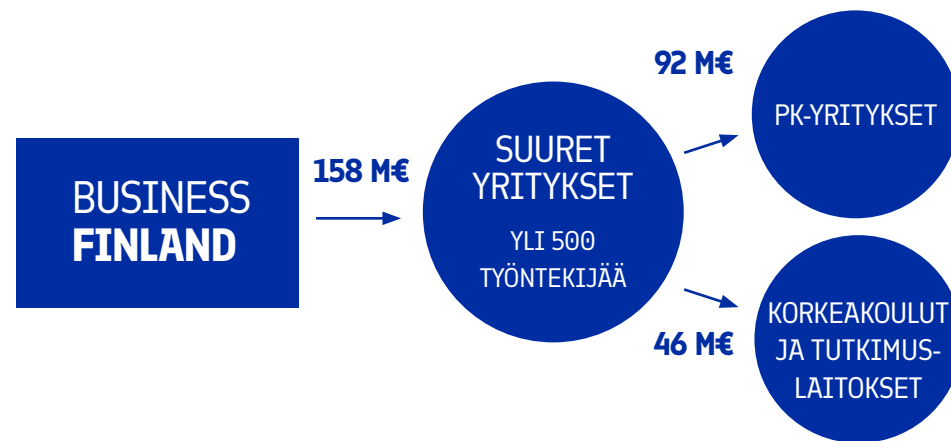 BUSINESS
FINLAND
158 M€
SUURET
YRITYKSET
YLI 500
TYÖNTEKIJÄÄ
92 M€
PK-YRITYKSET
46 M€
KORKEAKOULUT
JA TUTKIMUS-
LAITOKSET